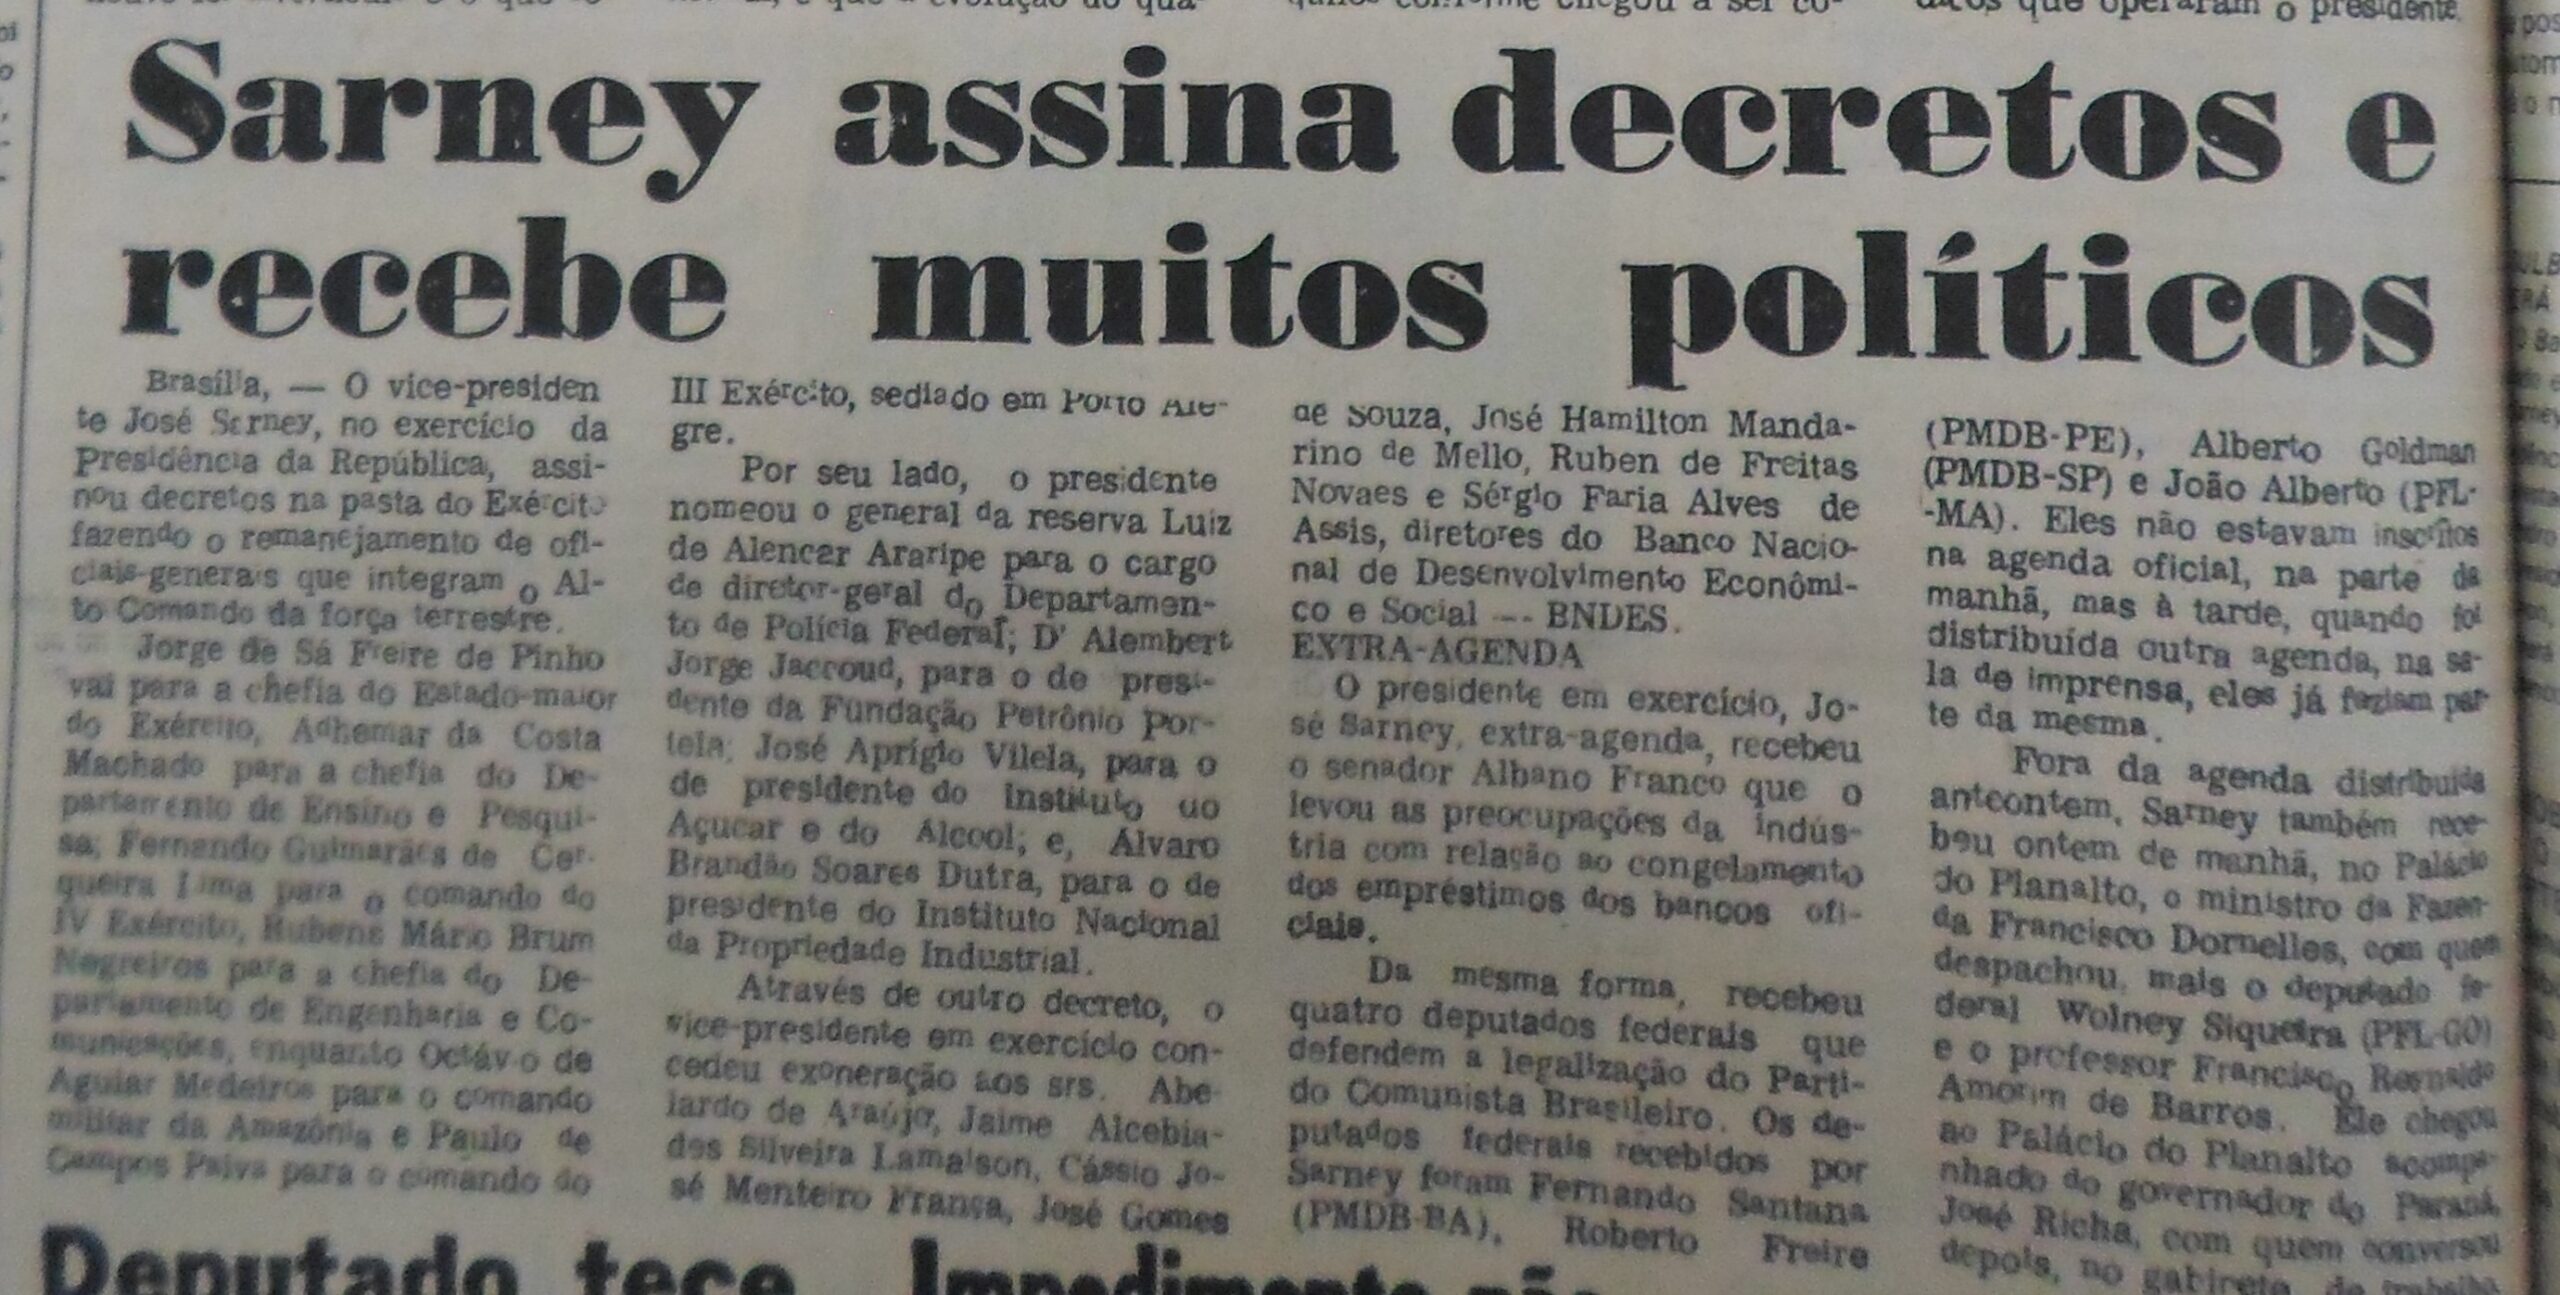 Sarney assina decretos e
recebe muitos políticos
Brasília, — O vice-presiden
te José Sarney, no exercício da
Presidência da República, assi-
nou decretos na pasta do Exército
fazendo o remanejamento de ofi-
ciais-generais que integram o Al-
to Comando da força terrestre.
Jorge de Sá Freire de Pinho
vai para a chefia do Estado-maior
do Exército, Adhemar da Costa
Machado para a chefia do De-
partamento de Ensino e Pesqui-
sa; Fernando Guimarães de Cer-
queira Lima para o comando do
IV Exército, Rubens Mário Brum
Negreiros para a chefia do De-
partamento de Engenharia e Co-
municações, enquanto Octávio de
Aguiar Medeiros para o comando
militar da Amazônia e Paulo de
Campos Paiva para o comando do
III Exército, sediado em Porto Ale-
gre.
Por seu lado, o presidente
nomeou o general da reserva Luiz
de Alencar Araripe para o cargo
de diretor-geral do Departamen-
to de Polícia Federal; D' Alembert
Jorge Jaccoud, para o de presi-
dente da Fundação Petrônio Por-
tela; José Aprígio Vilela, para o
de presidente do Instituto do
Açucar e do Álcool; e, Álvaro
Brandão Soares Dutra, para o de
presidente do Instituto Nacional
da Propriedade Industrial.
Através de outro decreto, o
vice-presidente em exercício con-
cedeu exoneração aos srs. Abe-
lardo de Araújo, Jaime Alcebia-
des Silveira Lamaison, Cássio Jo-
sé Menteiro França, José Gomes
de Souza, José Hamilton Manda-
rino de Mello, Ruben de Freitas
Novaes e Sérgio Faria Alves de
Assis, diretores do Banco Nacio-
nal de Desenvolvimento Econômi-
co e Social -- BNDES.
EXTRA-AGENDA
O presidente em exercício, Jo-
sé Sarney, extra-agenda, recebeu
o senador Albano Franco que o
levou as preocupações da indús-
tria com relação ao congelamento
dos empréstimos dos bancos ofi-
ciais.
Da mesma forma, recebeu
quatro deputados federais que
defendem a legalização do Parti-
do Comunista Brasileiro. Os de-
putados federais recebidos por
Sarney foram Fernando Santana
(PMDB-BA), Roberto Freire
(PMDB-PE), Alberto Goldman
(PMDB-SP) e João Alberto (PFL-
-MA). Eles não estavam inscritos
na agenda oficial, na parte da
manhã, mas à tarde, quando foi
distribuída outra agenda, na sa-
la de imprensa, eles já faziam par-
te da mesma.
Fora da agenda distribuída
anteontem, Sarney também rece-
beu ontem de manhã, no Palácio
do Planalto, o ministro da Fazen-
da Francisco Dornelles, com quem
despachou, mais o deputado fe-
deral Wolney Siqueira (PFL-GO)
e o professor Francisco
Amorim de Barros. Ele chegou
ao Palácio do Planalto acompa-
nhado do governador do Paraná,
José Richa, com quem conversou
depois, no gabinete de trabalho
Deputado tece Impedimento não